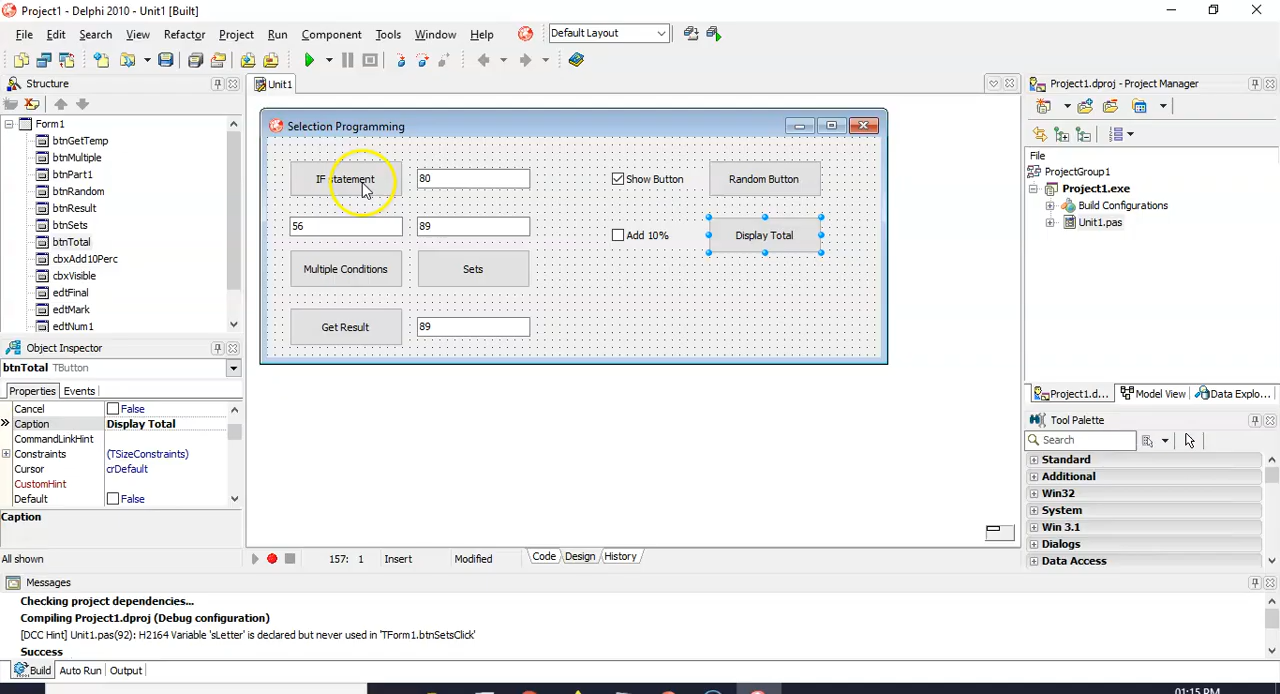 Project1 - Delphi 2010 - Unit1 [Built]
File Edit Search View Refactor Project Run Component Tools Window Help Default Layout
Structure
Form1
btnGetTemp
btnMultiple
btnPart1
btnRandom
btnResult
btnSets
btnTotal
cbxAdd10Perc
cbxVisible
edtFinal
edtMark
edtNum1
Object Inspector
btnTotal TButton
Properties Events
Cancel False
Caption Display Total
CommandLinkHint
Constraints (TSizeConstraints)
Cursor crDefault
CustomHint
Default False
Caption
All shown
Unit1
Selection Programming
IF statement 80 Show Button Random Button
56 89 Add 10% Display Total
Multiple Conditions Sets
Get Result 89
157: 1 Insert Modified Code Design History
Project1.dproj - Project Manager
File
ProjectGroup1
Project1.exe
Build Configurations
Unit1.pas
Project1.d... Model View Data Explo...
Tool Palette
Search
Standard
Additional
Win32
System
Win 3.1
Dialogs
Data Access
Messages
Checking project dependencies...
Compiling Project1.dproj (Debug configuration)
[DCC Hint] Unit1.pas(92): H2164 Variable 'sLetter' is declared but never used in 'TForm1.btnSetsClick'
Success
Build Auto Run Output
01:15 PM